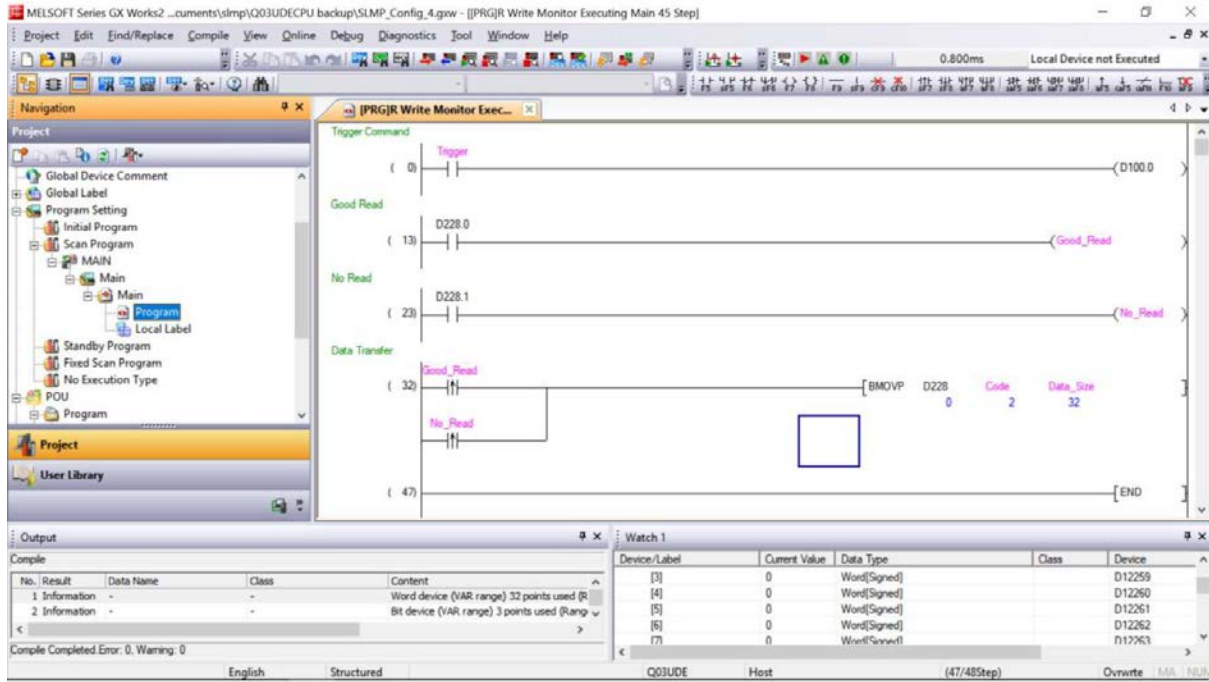 MELSOFT Series GX Works2 ...cuments\slmp\Q03UDECPU backup\SLMP_Config_4.gxw - [[PRG]R Write Monitor Executing Main 45 Step]
Project Edit Find/Replace Compile View Online Debug Diagnostics Tool Window Help
0.800ms Local Device not Executed
Navigation
[PRG]R Write Monitor Exec...
Project
Global Device Comment
Global Label
Program Setting
Initial Program
Scan Program
MAIN
Main
Main
Program
Local Label
Standby Program
Fixed Scan Program
No Execution Type
POU
Program
Project
User Library
Trigger Command
Trigger
( 0) (D100.0 )
Good Read
D228.0
( 13) (Good_Read )
No Read
D228.1
( 23) (No_Read )
Data Transfer
Good_Read
( 32) [BMOVP D228 Code Data_Size ]
0 2 32
No_Read
( 47) [END ]
Output
Compile
No. Result Data Name Class Content
1 Information - - Word device (VAR range) 32 points used (R
2 Information - - Bit device (VAR range) 3 points used (Rang
Compile Completed.Error: 0, Warning: 0
Watch 1
Device/Label Current Value Data Type Class Device
[3] 0 Word[Signed] D12259
[4] 0 Word[Signed] D12260
[5] 0 Word[Signed] D12261
[6] 0 Word[Signed] D12262
[7] 0 Word[Signed] D12263
English Structured Q03UDE Host (47/48Step) Ovrwrte MA NUM